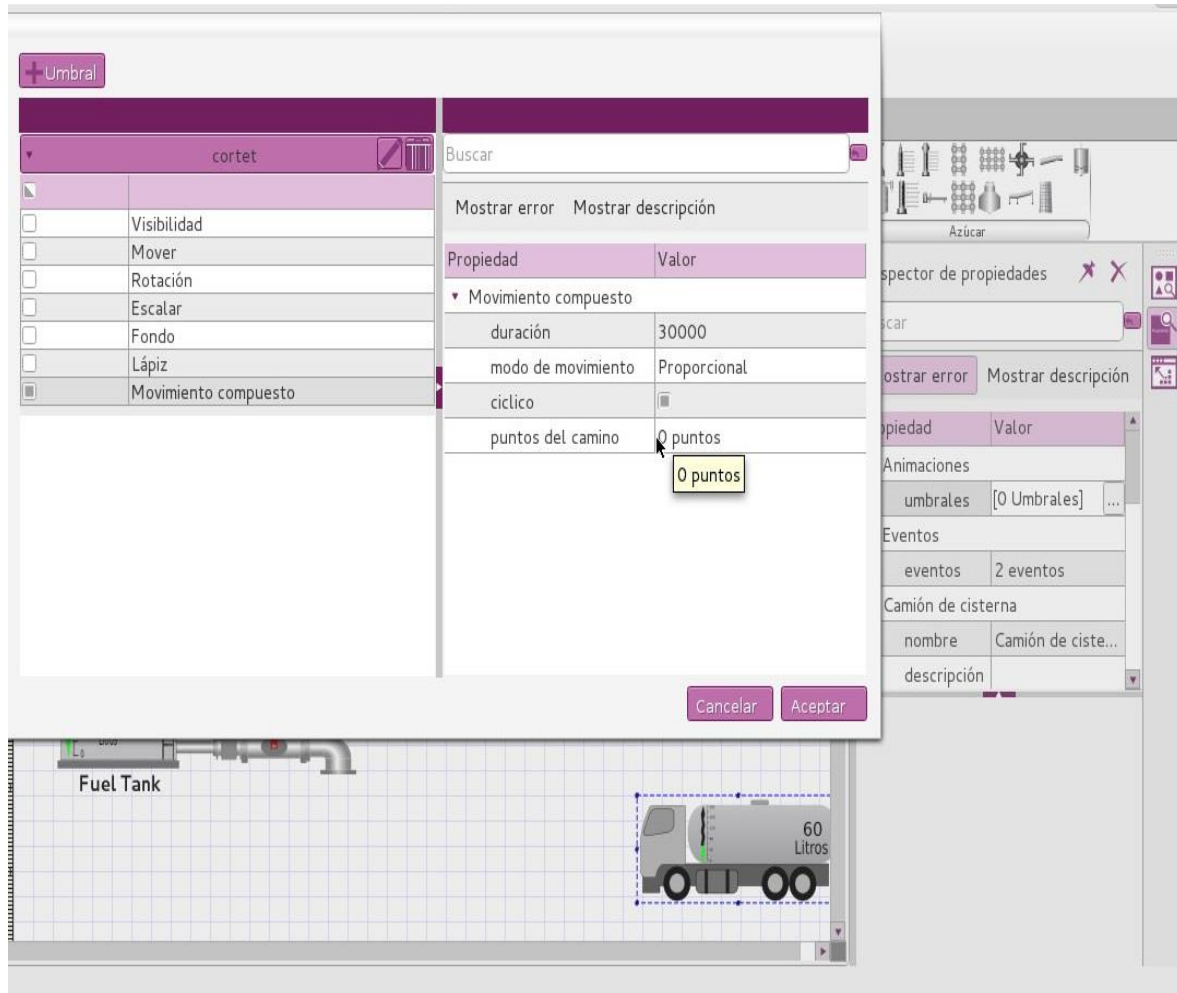 Umbral
cortet
Visibilidad
Mover
Rotación
Escalar
Fondo
Lápiz
Movimiento compuesto
Buscar
Mostrar error Mostrar descripción
Propiedad Valor
Movimiento compuesto
duración 30000
modo de movimiento Proporcional
ciclico
puntos del camino 0 puntos
0 puntos
Cancelar Aceptar
Azúcar
spector de propiedades
scar
ostrar error Mostrar descripción
opiedad Valor
Animaciones
umbrales [0 Umbrales] ...
Eventos
eventos 2 eventos
Camión de cisterna
nombre Camión de ciste...
descripción
Fuel Tank
60
Litros